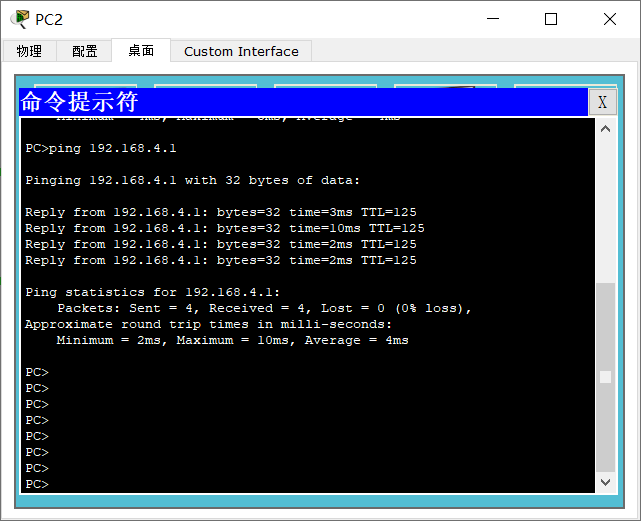 PC2
物理 配置 桌面 Custom Interface
命令提示符 X
PC>ping 192.168.4.1
Pinging 192.168.4.1 with 32 bytes of data:
Reply from 192.168.4.1: bytes=32 time=3ms TTL=125
Reply from 192.168.4.1: bytes=32 time=10ms TTL=125
Reply from 192.168.4.1: bytes=32 time=2ms TTL=125
Reply from 192.168.4.1: bytes=32 time=2ms TTL=125
Ping statistics for 192.168.4.1:
Packets: Sent = 4, Received = 4, Lost = 0 (0% loss),
Approximate round trip times in milli-seconds:
Minimum = 2ms, Maximum = 10ms, Average = 4ms
PC>
PC>
PC>
PC>
PC>
PC>
PC>
PC>